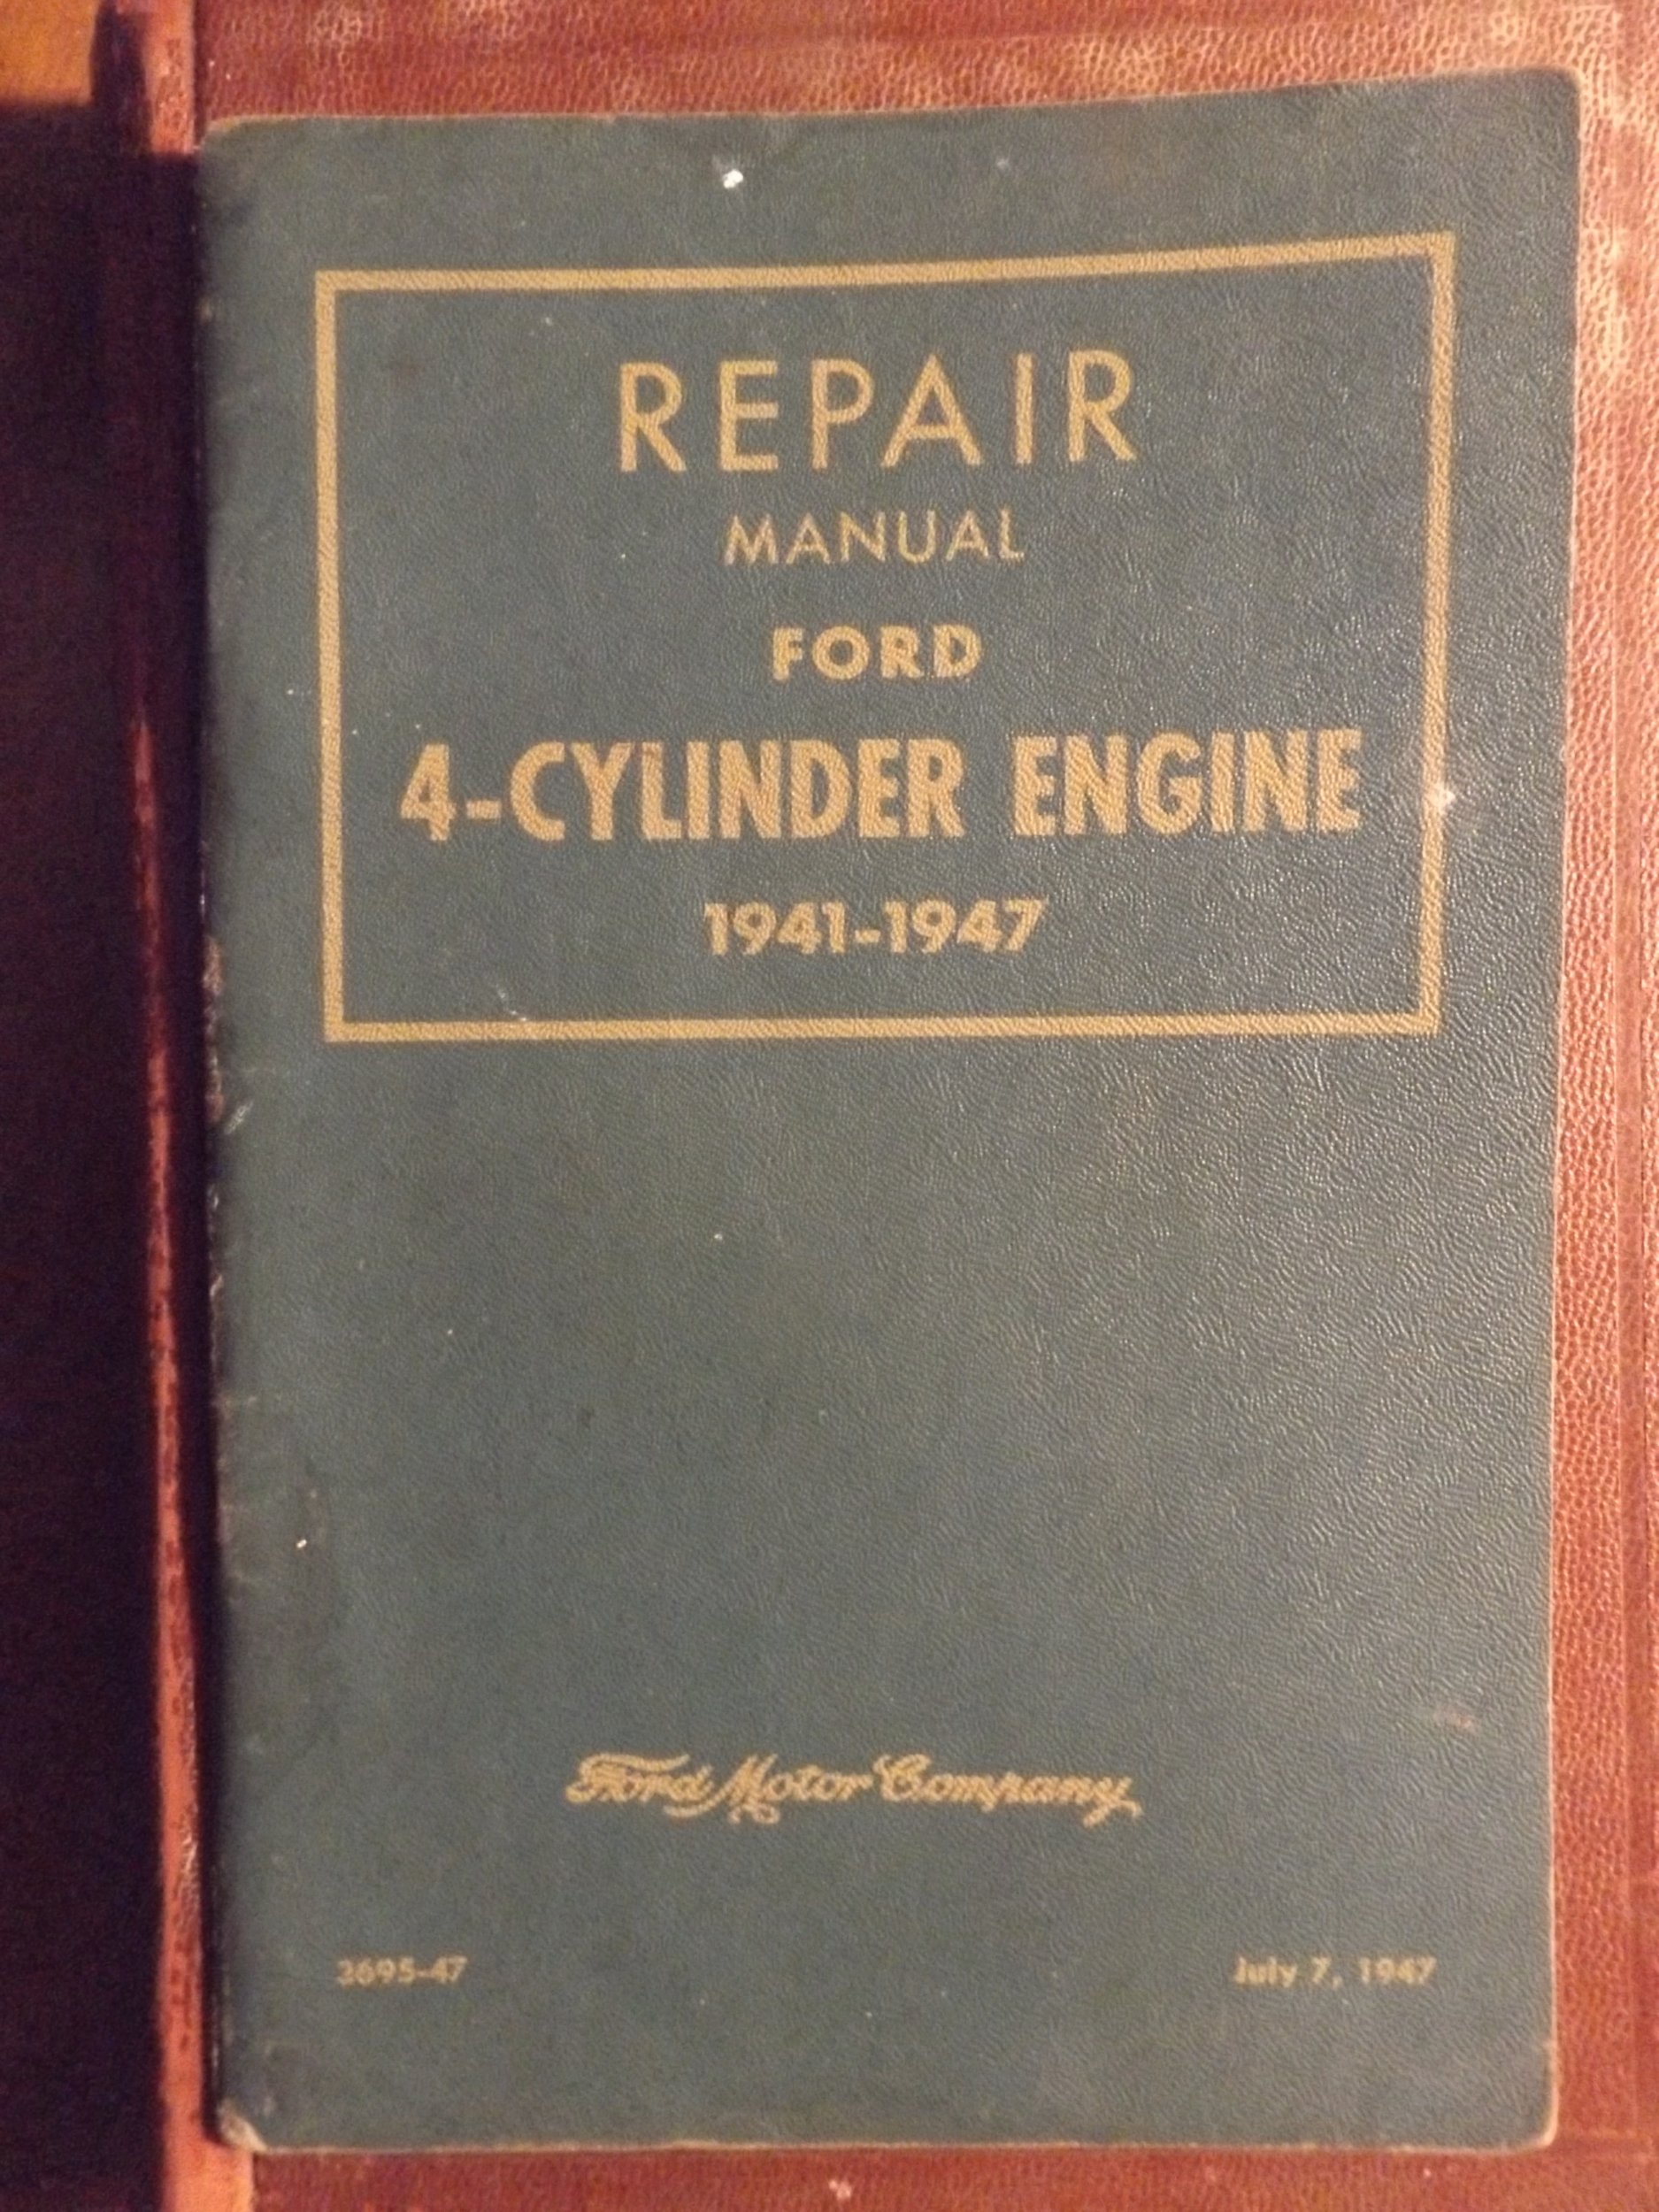 REPAIR
MANUAL
FORD
4-CYLINDER ENGINE
1941-1947
Ford Motor Company
3695-47 July 7, 1947